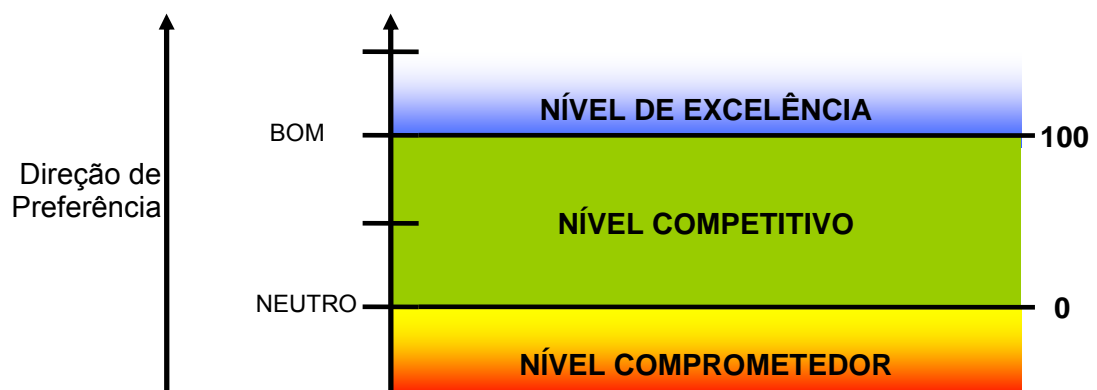 NÍVEL DE EXCELÊNCIA
BOM
100
Direção de
Preferência
NÍVEL COMPETITIVO
NEUTRO
0
NÍVEL COMPROMETEDOR